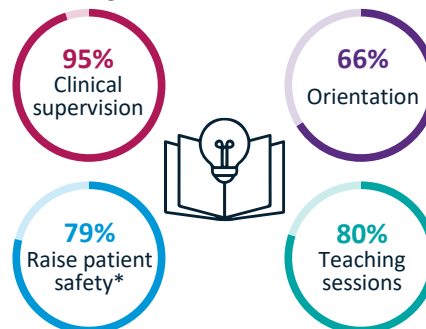 95%
Clinical
supervision
66%
Orientation
79%
Raise patient
safety*
80%
Teaching
sessions